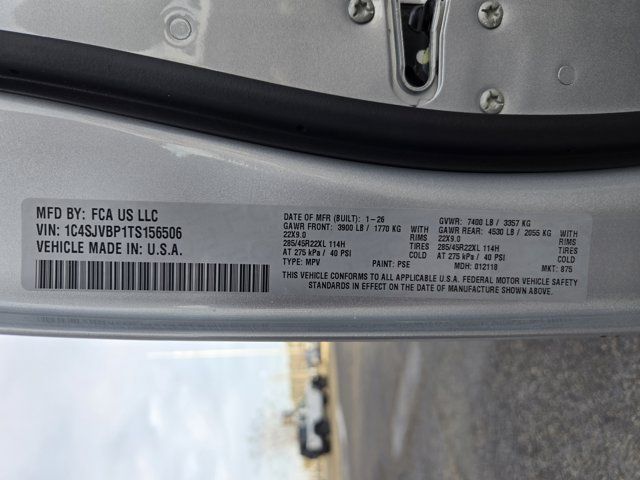 MFD BY: FCA US LLC
VIN: 1C4SJVBP1TS156506
VEHICLE MADE IN: U.S.A.
DATE OF MFR (BUILT): 1-26
GAWR FRONT: 3900 LB / 1770 KG WITH
22X9.0 RIMS
285/45R22XL 114H TIRES
AT 275 kPa / 40 PSI COLD
TYPE: MPV PAINT: PSE
GVWR: 7400 LB / 3357 KG
GAWR REAR: 4530 LB / 2055 KG WITH
22X9.0 RIMS
285/45R22XL 114H TIRES
AT 275 kPa / 40 PSI COLD
MDH: 012118 MKT: 875
THIS VEHICLE CONFORMS TO ALL APPLICABLE U.S.A. FEDERAL MOTOR VEHICLE SAFETY
STANDARDS IN EFFECT ON THE DATE OF MANUFACTURE SHOWN ABOVE.